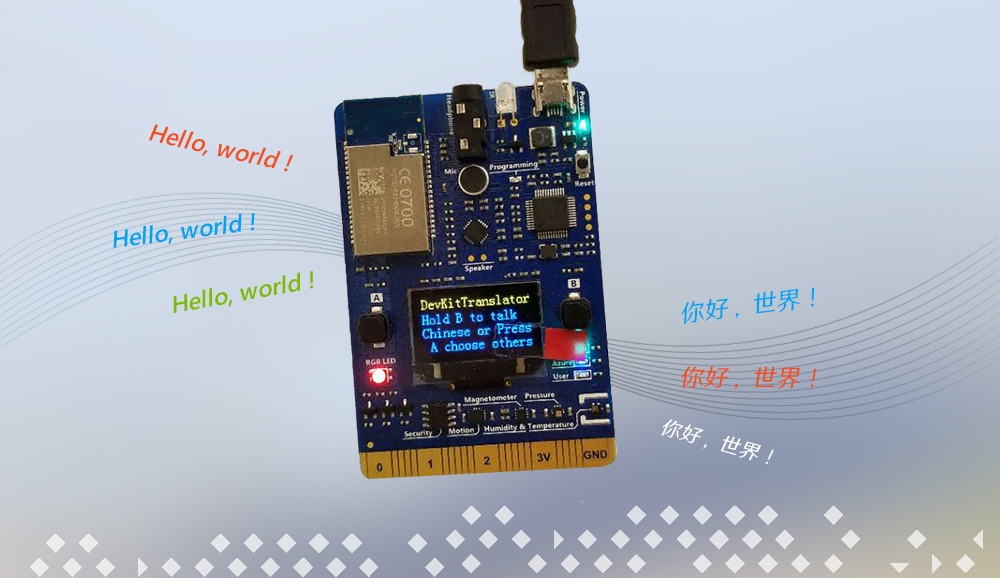 Hello, world !
Hello, world !
Hello, world !
Headphone
IR
Power
Mic
Programming
Reset
CE 0700
Speaker
A
B
DevKitTranslator
Hold B to talk
Chinese or Press
A choose others
RGB LED
Azure
User
Magnetometer
Pressure
Security
Motion
Humidity & Temperature
0
1
2
3V
GND
你好，世界！
你好，世界！
你好，世界！